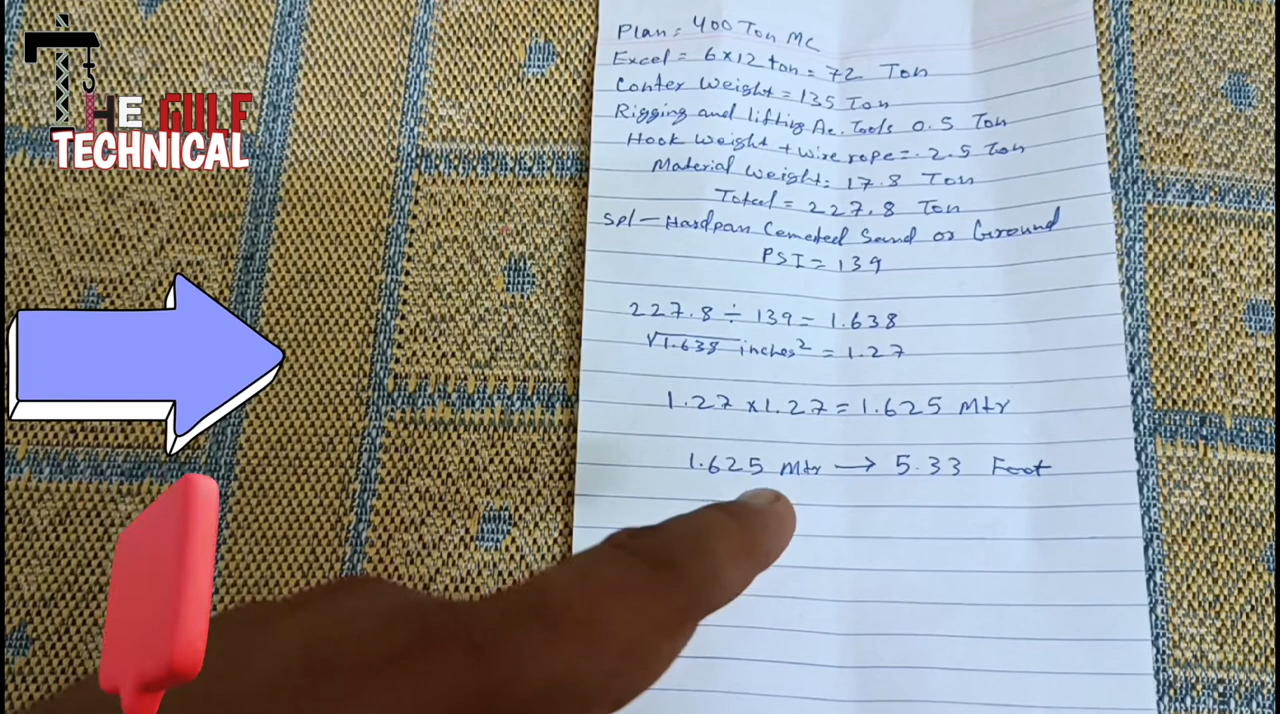 THE GULF
TECHNICAL
Plan = 400 Ton MC
Excel = 6x12 ton = 72 Ton
Conter Weight = 135 Ton
Rigging and lifting Ac. Tools 0.5 Ton
Hook weight + wire rope = 2.5 Ton
Material weight: 17.8 Ton
Total = 227.8 Ton
Spl - Hardpan Cemeted Sand or Ground
PSI = 139
227.8 ÷ 139 = 1.638
√1.638 inches² = 1.27
1.27 x 1.27 = 1.625 Mtr
1.625 Mtr → 5.33 Foot